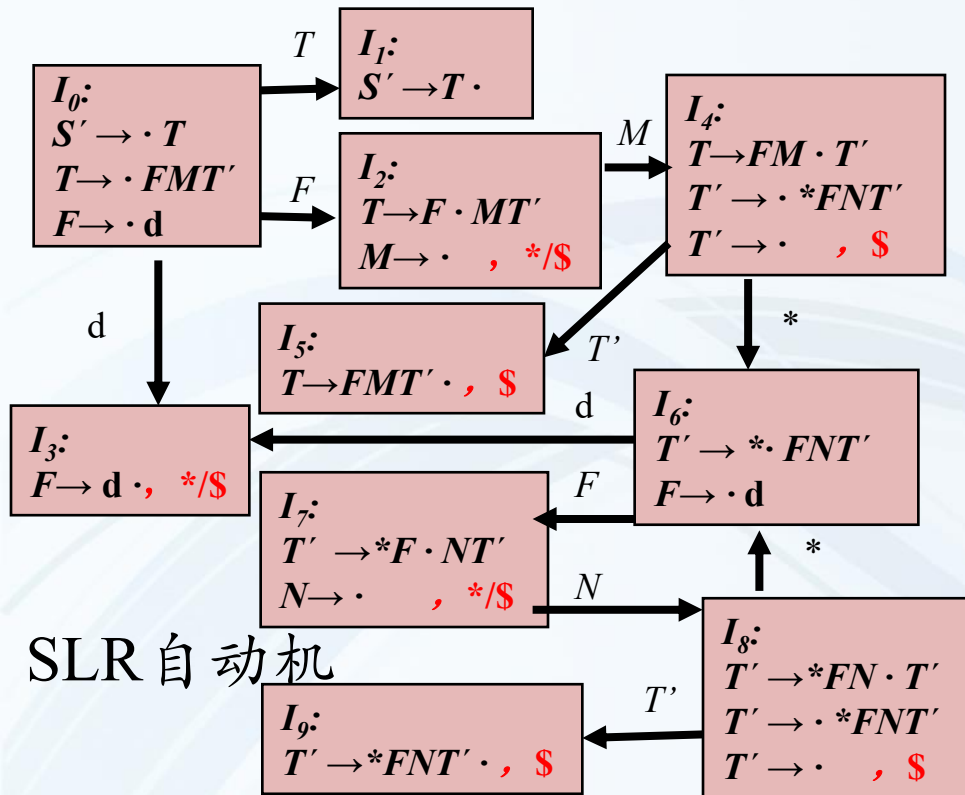 T
I₁:
S′ →T ·
I₀:
S′ → · T
T→ · FMT′
F→ · d
F
I₂:
T→F · MT′
M→ · , */$
M
I₄:
T→FM · T′
T′ → · *FNT′
T′ → · , $
d
I₅:
T→FMT′ · , $
T’
*
I₃:
F→ d ·, */$
d
I₆:
T′ → *· FNT′
F→ · d
I₇:
T′ →*F · NT′
N→ · , */$
F
*
N
I₈:
T′ →*FN · T′
T′ → · *FNT′
T′ → · , $
SLR自动机
I₉:
T′ →*FNT′ · , $
T’